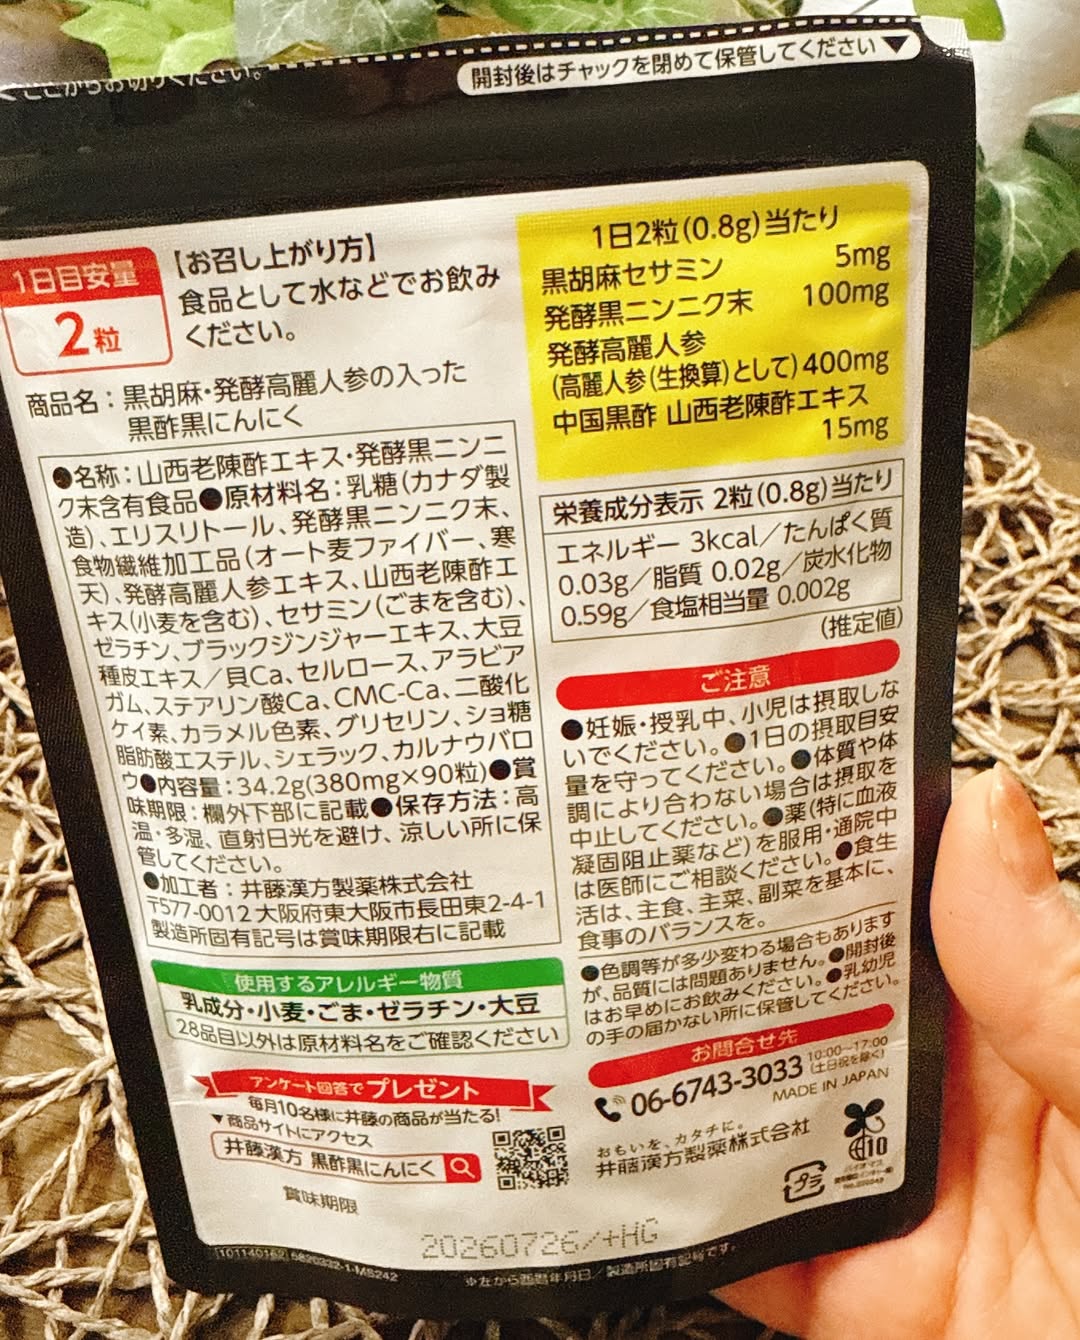 ここからお切りください。
開封後はチャックを閉めて保管してください▼
1日目安量
2粒
【お召し上がり方】
食品として水などでお飲み
ください。
商品名：黒胡麻・発酵高麗人参の入った
黒酢黒にんにく
●名称：山西老陳酢エキス・発酵黒ニンニ
ク末含有食品●原材料名：乳糖(カナダ製
造)、エリスリトール、発酵黒ニンニク末、
食物繊維加工品(オート麦ファイバー、寒
天)、発酵高麗人参エキス、山西老陳酢エ
キス(小麦を含む)、セサミン(ごまを含む)、
ゼラチン、ブラックジンジャーエキス、大豆
種皮エキス／貝Ca、セルロース、アラビア
ガム、ステアリン酸Ca、CMC-Ca、二酸化
ケイ素、カラメル色素、グリセリン、ショ糖
脂肪酸エステル、シェラック、カルナウバロ
ウ●内容量：34.2g(380mg×90粒)●賞
味期限：欄外下部に記載●保存方法：高
温・多湿、直射日光を避け、涼しい所に保
管してください。
●加工者：井藤漢方製薬株式会社
〒577-0012 大阪府東大阪市長田東2-4-1
製造所固有記号は賞味期限右に記載
使用するアレルギー物質
乳成分・小麦・ごま・ゼラチン・大豆
28品目以外は原材料名をご確認ください
アンケート回答でプレゼント
毎月10名様に井藤の商品が当たる!
▼商品サイトにアクセス
井藤漢方 黒酢黒にんにく
賞味期限
20260726/+HG
1日2粒(0.8g)当たり
黒胡麻セサミン 5mg
発酵黒ニンニク末 100mg
発酵高麗人参
(高麗人参(生換算)として) 400mg
中国黒酢 山西老陳酢エキス
15mg
栄養成分表示 2粒(0.8g)当たり
エネルギー 3kcal／たんぱく質
0.03g／脂質 0.02g／炭水化物
0.59g／食塩相当量 0.002g
(推定値)
ご注意
●妊娠・授乳中、小児は摂取しな
いでください。●1日の摂取目安
量を守ってください。●体質や体
調により合わない場合は摂取を
中止してください。●薬(特に血液
凝固阻止薬など)を服用・通院中
は医師にご相談ください。●食生
活は、主食、主菜、副菜を基本に、
食事のバランスを。
●色調等が多少変わる場合もあります
が、品質には問題ありません。●開封後
はお早めにお飲みください。●乳幼児
の手の届かない所に保管してください。
お問合せ先
06-6743-3033 10:00〜17:00
(土日祝を除く)
MADE IN JAPAN
おもいを、カタチに。
井藤漢方製薬株式会社
プラ
10
バイオマス
※左から西暦年月日／製造所固有記号です。